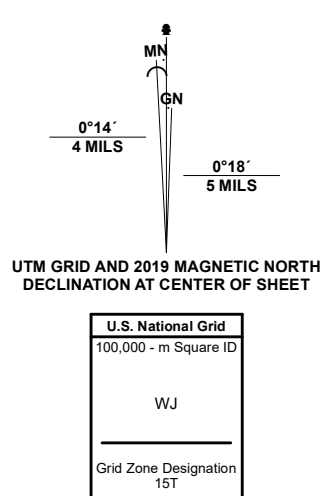 MN
GN
0°14´
4 MILS
0°18´
5 MILS
UTM GRID AND 2019 MAGNETIC NORTH
DECLINATION AT CENTER OF SHEET
U.S. National Grid
100,000 - m Square ID
WJ
Grid Zone Designation
15T